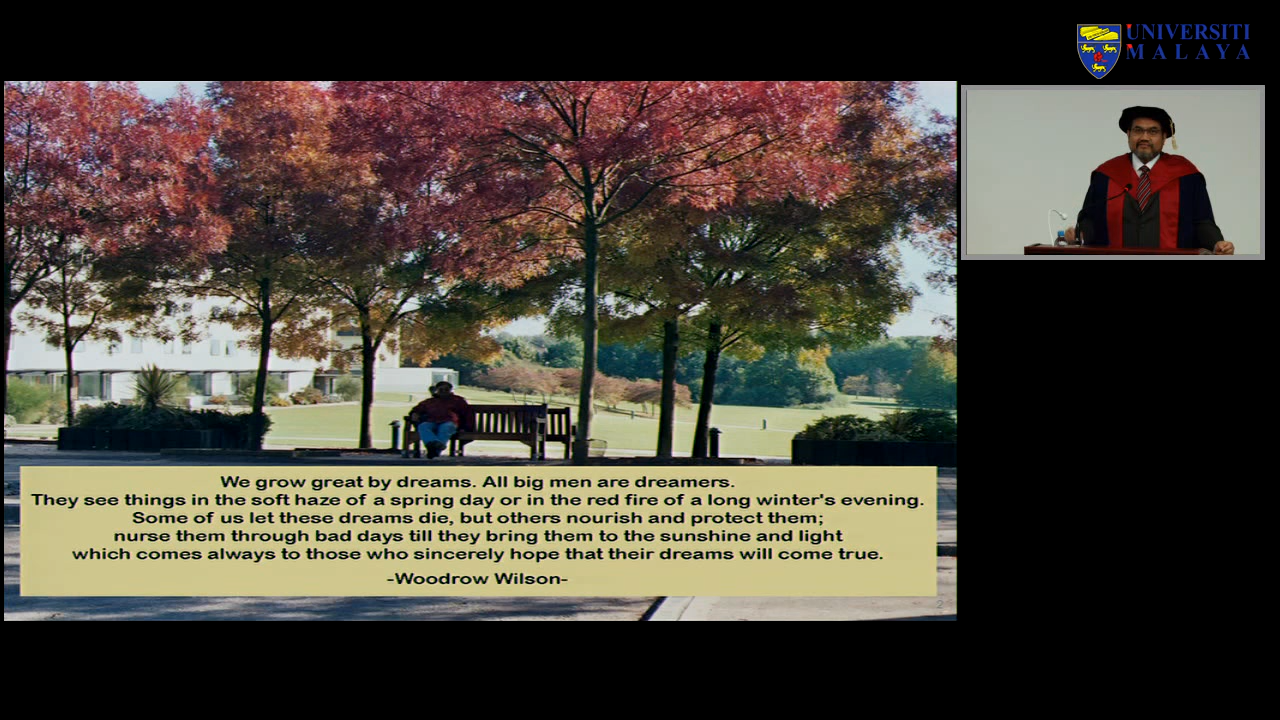 UNIVERSITI
MALAYA
We grow great by dreams. All big men are dreamers.
They see things in the soft haze of a spring day or in the red fire of a long winter's evening.
Some of us let these dreams die, but others nourish and protect them;
nurse them through bad days till they bring them to the sunshine and light
which comes always to those who sincerely hope that their dreams will come true.
-Woodrow Wilson-
2